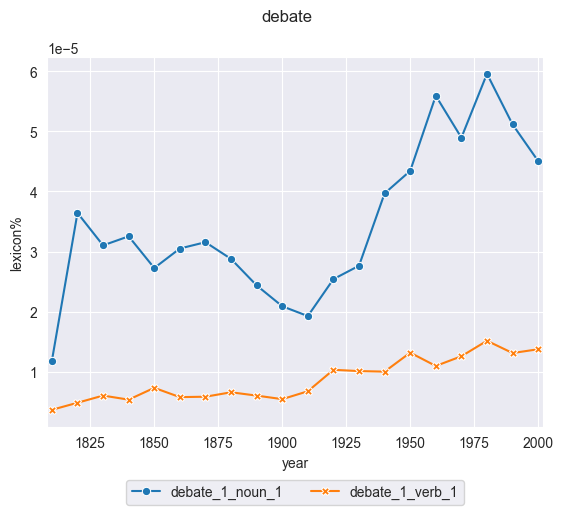 debate
1e−5
6
5
4
3
2
1
lexicon%
1825 1850 1875 1900 1925 1950 1975 2000
year
debate_1_noun_1 debate_1_verb_1